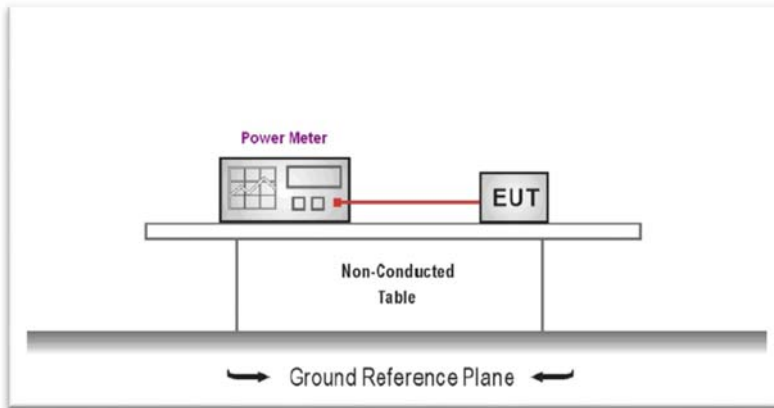 Power Meter
EUT
Non-Conducted
Table
Ground Reference Plane